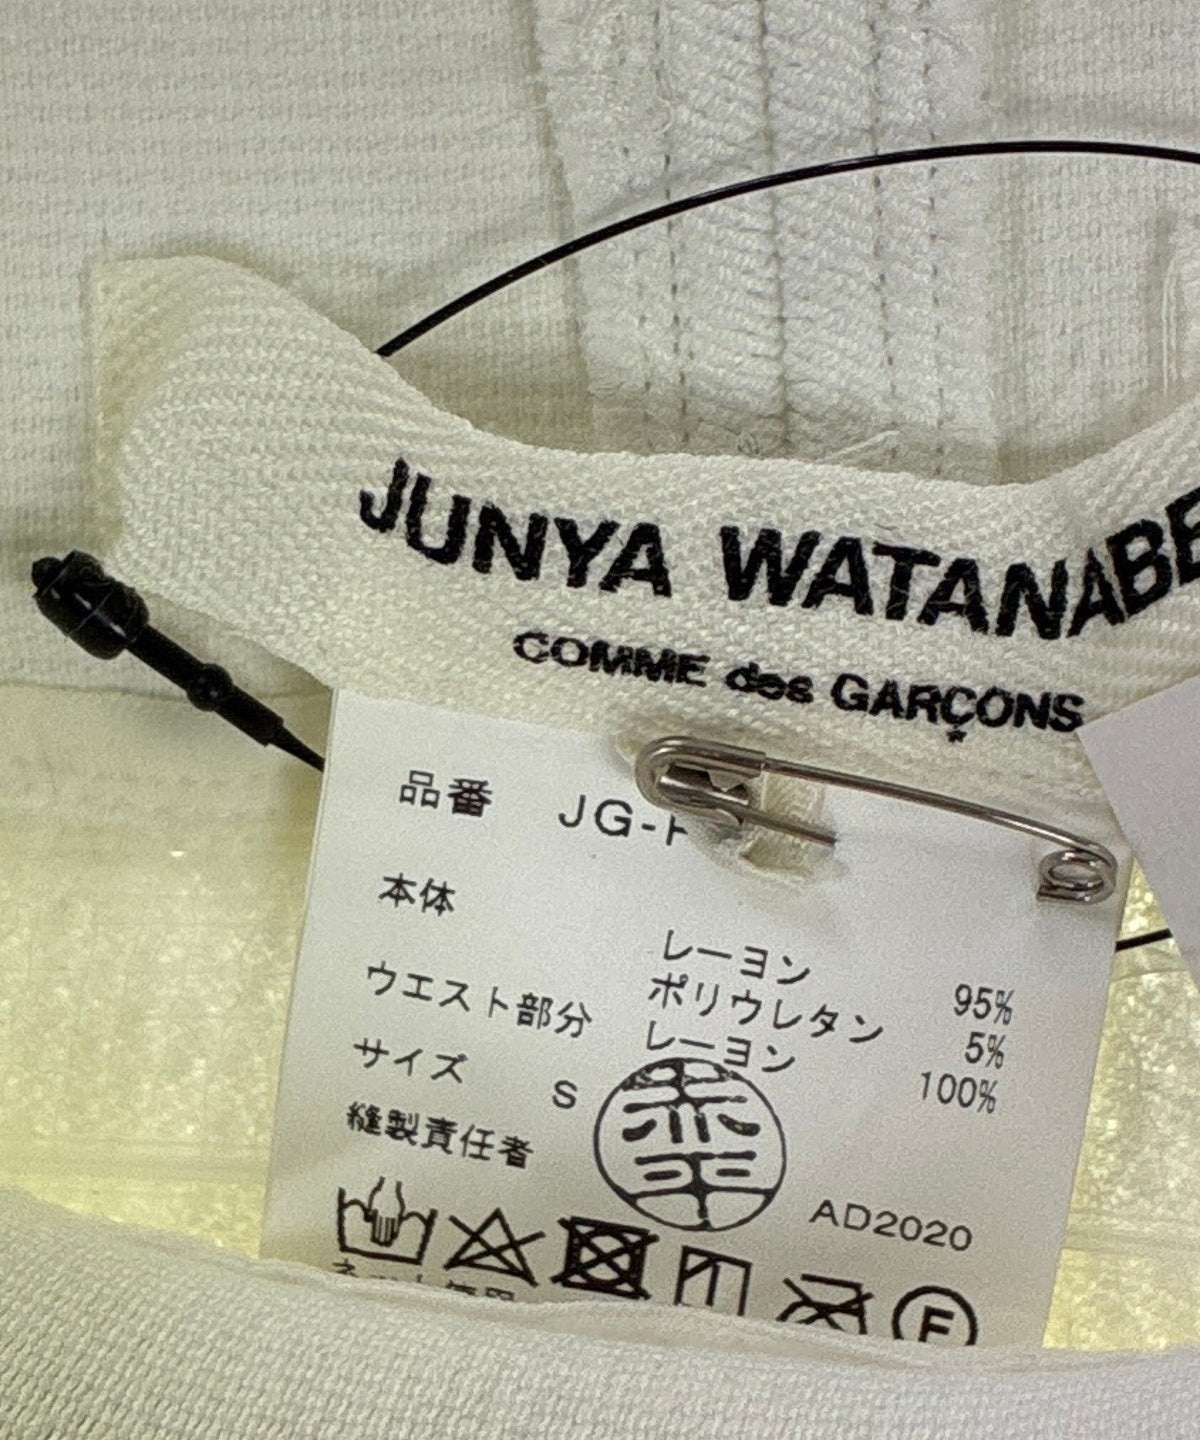 JUNYA WATANABE
COMME des GARÇONS
品番 JG-
本体
レーヨン 95%
ポリウレタン 5%
ウエスト部分 レーヨン 100%
サイズ S
縫製責任者
AD2020
F